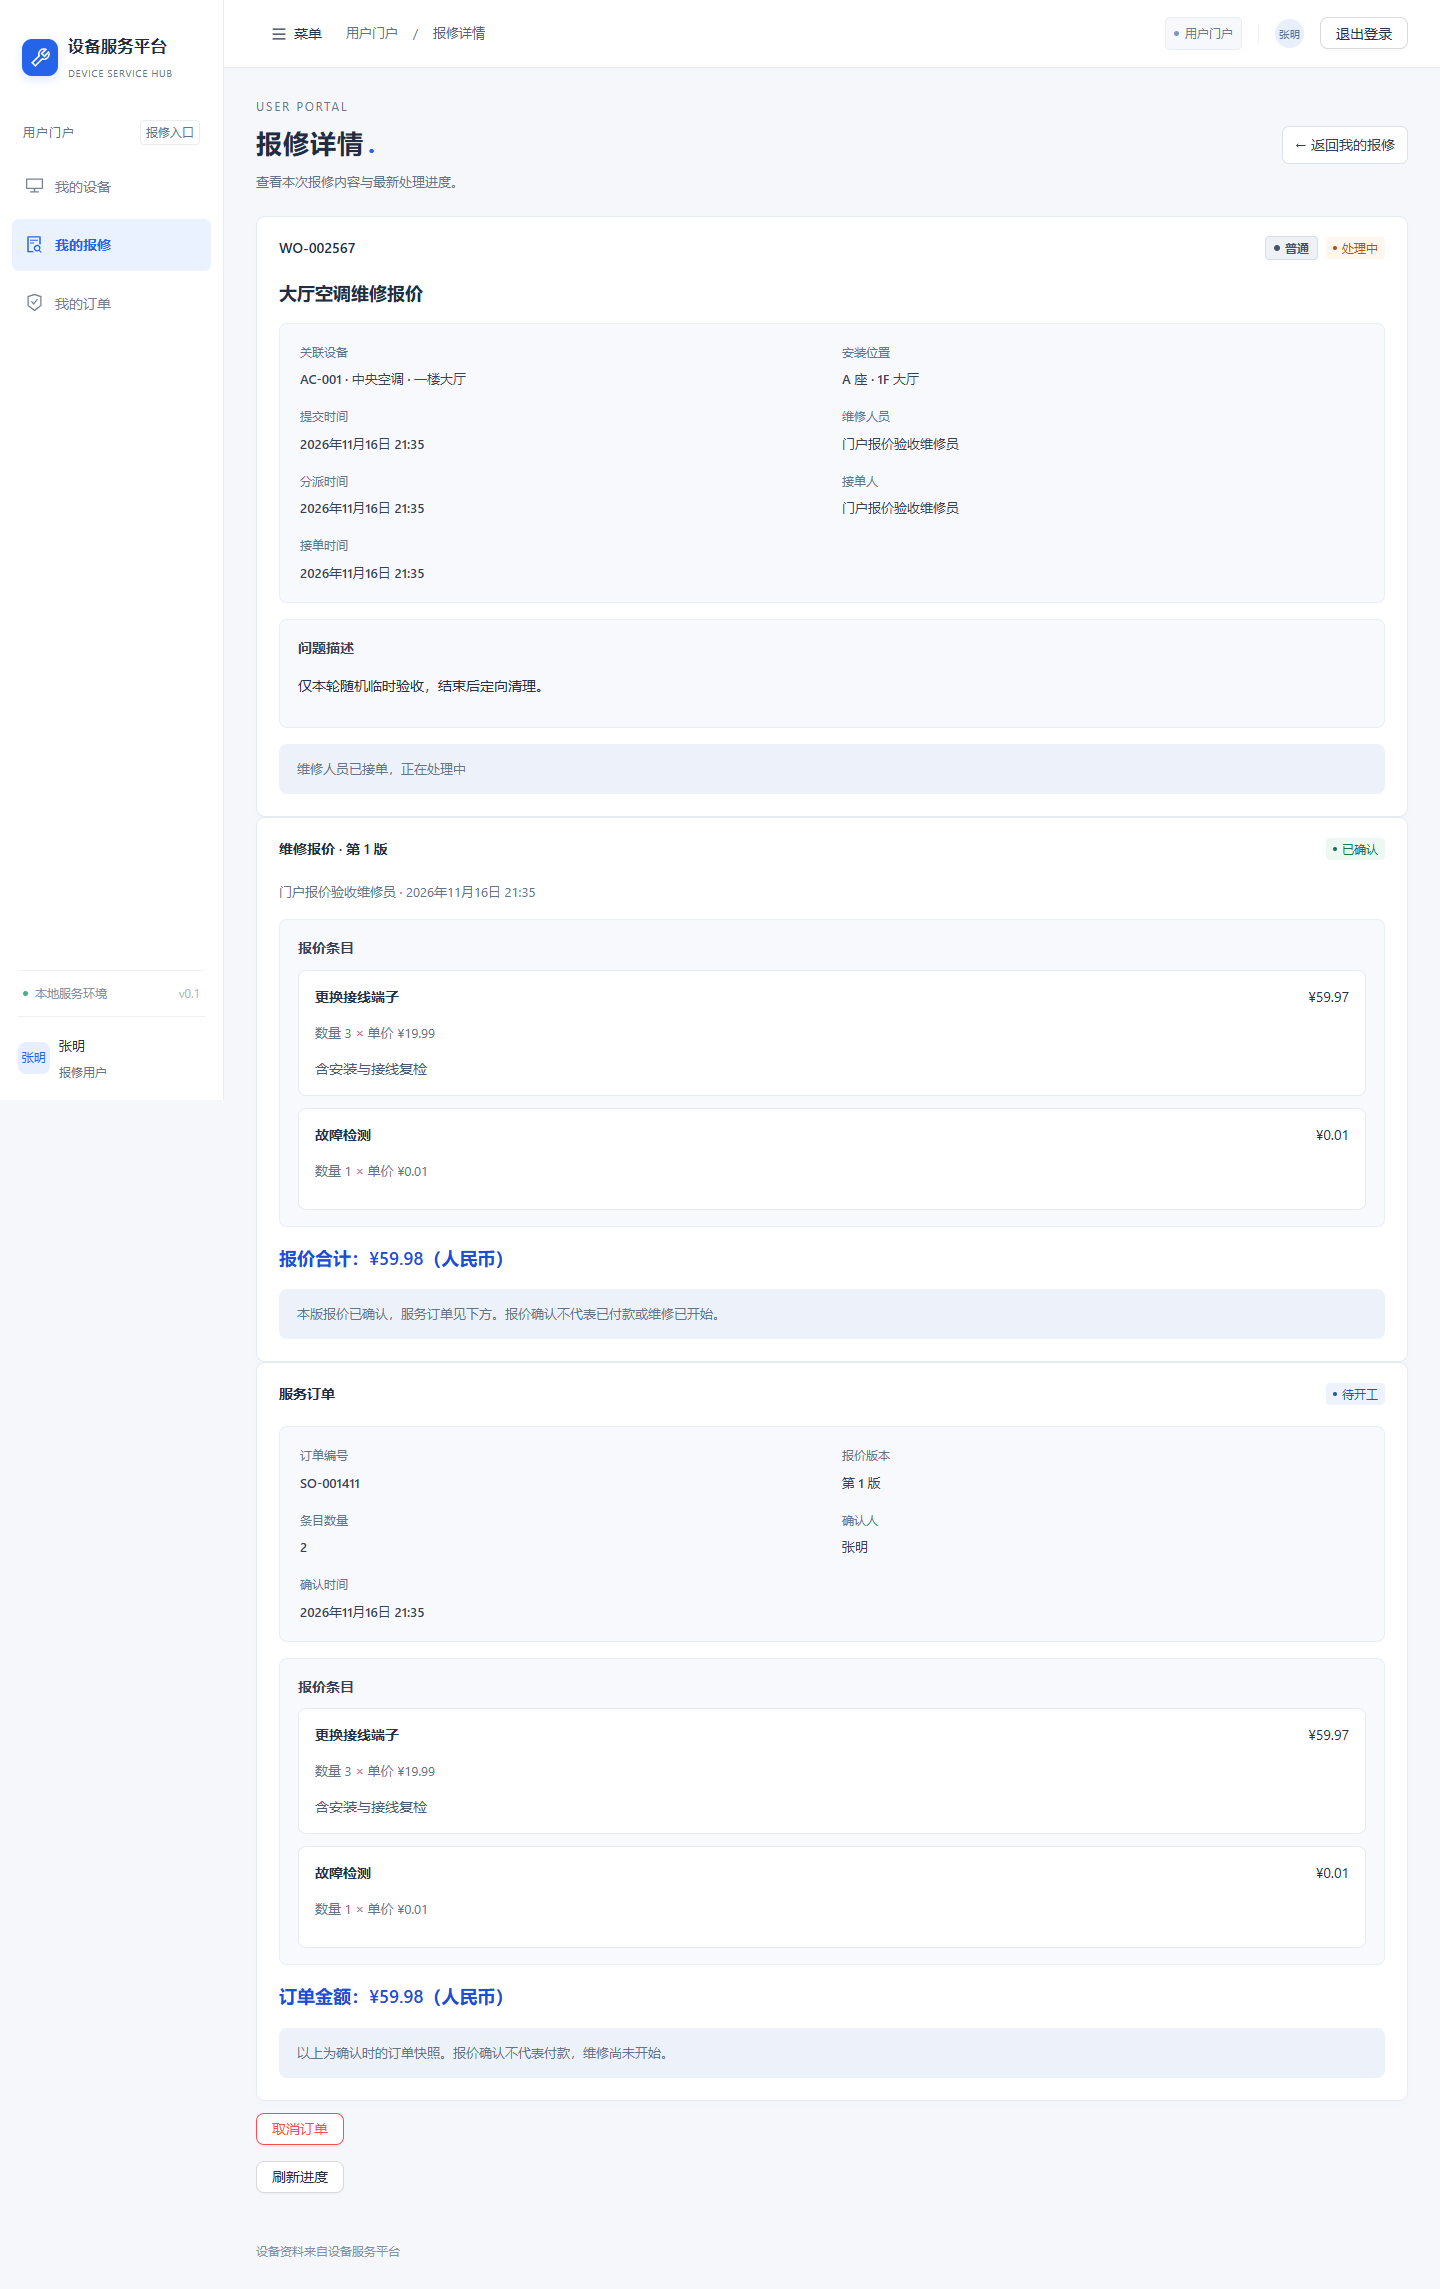 设备服务平台
DEVICE SERVICE HUB
用户门户
报修入口
我的设备
我的报修
我的订单
本地服务环境
v0.1
张明
张明
报修用户
菜单
用户门户 / 报修详情
用户门户
张明
退出登录
USER PORTAL
报修详情.
查看本次报修内容与最新处理进度。
← 返回我的报修
WO-002567
普通
处理中
大厅空调维修报价
关联设备
AC-001 · 中央空调 · 一楼大厅
安装位置
A 座 · 1F 大厅
提交时间
2026年11月16日 21:35
维修人员
门户报价验收维修员
分派时间
2026年11月16日 21:35
接单人
门户报价验收维修员
接单时间
2026年11月16日 21:35
问题描述
仅本轮随机临时验收，结束后定向清理。
维修人员已接单，正在处理中
维修报价 · 第 1 版
已确认
门户报价验收维修员 · 2026年11月16日 21:35
报价条目
更换接线端子
¥59.97
数量 3 × 单价 ¥19.99
含安装与接线复检
故障检测
¥0.01
数量 1 × 单价 ¥0.01
报价合计：¥59.98（人民币）
本版报价已确认，服务订单见下方。报价确认不代表已付款或维修已开始。
服务订单
待开工
订单编号
SO-001411
报价版本
第 1 版
条目数量
2
确认人
张明
确认时间
2026年11月16日 21:35
报价条目
更换接线端子
¥59.97
数量 3 × 单价 ¥19.99
含安装与接线复检
故障检测
¥0.01
数量 1 × 单价 ¥0.01
订单金额：¥59.98（人民币）
以上为确认时的订单快照。报价确认不代表付款，维修尚未开始。
取消订单
刷新进度
设备资料来自设备服务平台